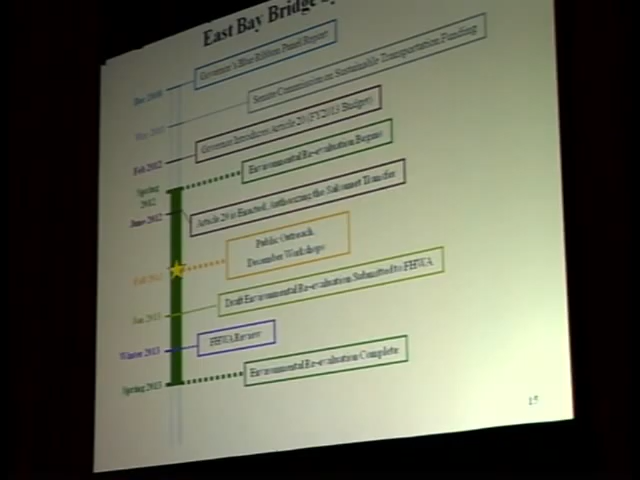 East Bay Bridge
Dec 2008
Governor's Blue Ribbon Panel Report
Senate Commission on Sustainable Transportation Funding
Feb 2012
Governor Introduces Article 20 (FY2013 Budget)
Spring
2012
Environmental Re-evaluation Begins
June 2012
Article 20 is Enacted, Authorizing the Sakonnet Transfer
Fall 2012
Public Outreach
December Workshops
Jan 2013
Draft Environmental Re-evaluation Submitted to FHWA
Winter 2013
FHWA Review
Spring 2013
Environmental Re-evaluation Complete
15